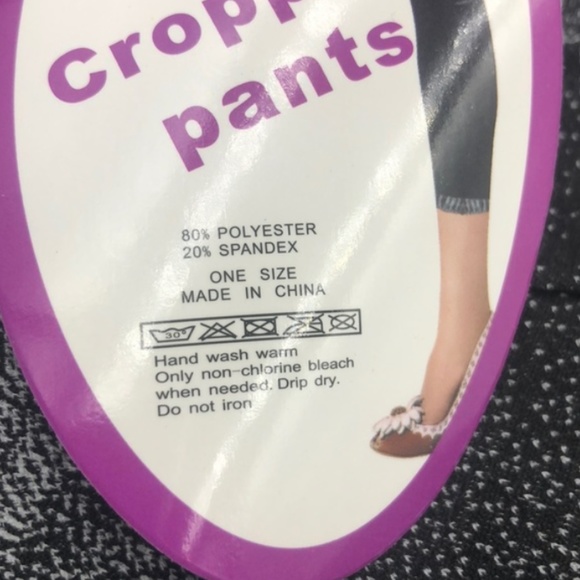 Cropp
pants
80% POLYESTER
20% SPANDEX
ONE SIZE
MADE IN CHINA
30°
Hand wash warm
Only non-chlorine bleach
when needed. Drip dry.
Do not iron